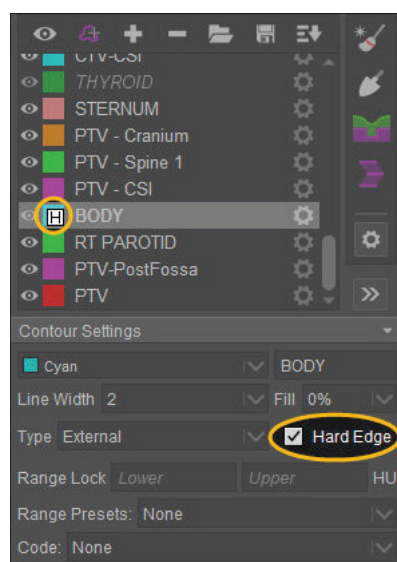 CTV-CSI
THYROID
STERNUM
PTV - Cranium
PTV - Spine 1
PTV - CSI
H BODY
RT PAROTID
PTV-PostFossa
PTV
Contour Settings
Cyan BODY
Line Width 2 Fill 0%
Type External Hard Edge
Range Lock Lower Upper HU
Range Presets: None
Code: None